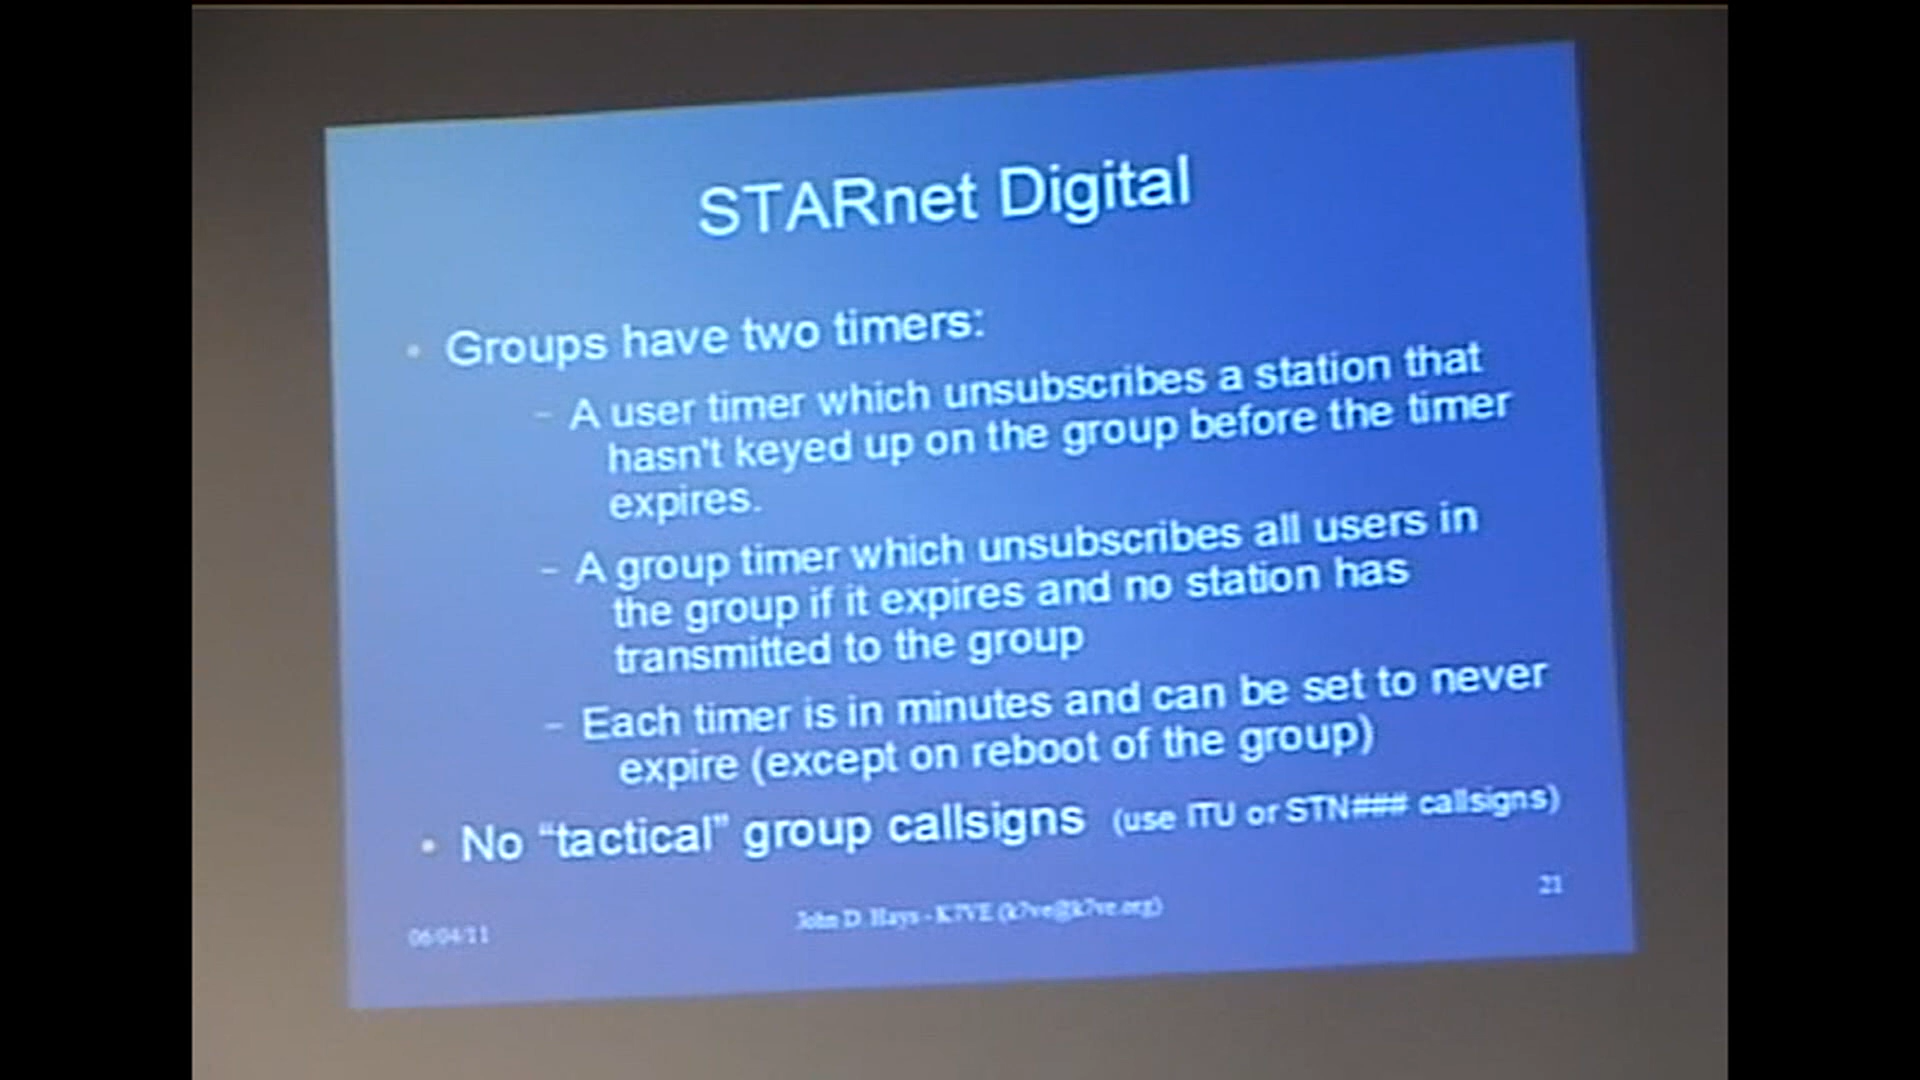 STARnet Digital
• Groups have two timers:
– A user timer which unsubscribes a station that
hasn't keyed up on the group before the timer
expires.
– A group timer which unsubscribes all users in
the group if it expires and no station has
transmitted to the group
– Each timer is in minutes and can be set to never
expire (except on reboot of the group)
• No “tactical” group callsigns (use ITU or STN### callsigns)
06/04/11
John D. Hays - K7VE (k7ve@k7ve.org)
21